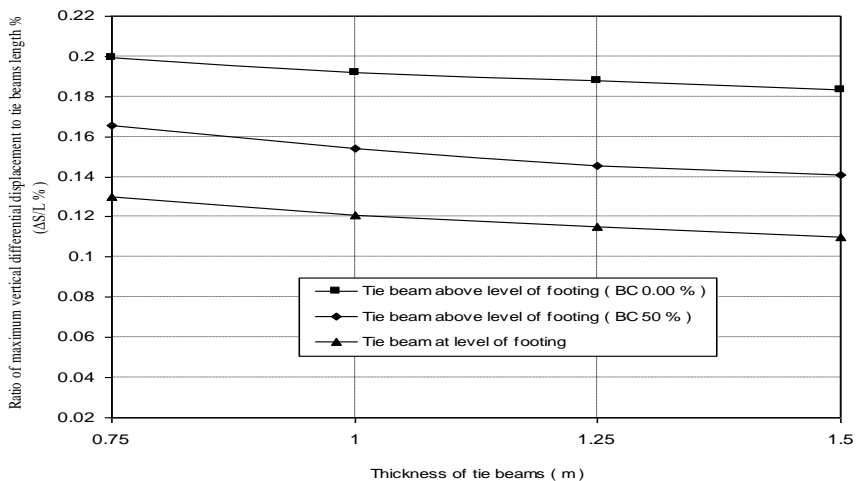 Ratio of maximum vertical differential displacement to tie beams length %
(ΔS/L % )
0.22
0.2
0.18
0.16
0.14
0.12
0.1
0.08
0.06
0.04
0.02
Tie beam above level of footing ( BC 0.00 % )
Tie beam above level of footing ( BC 50 % )
Tie beam at level of footing
0.75 1 1.25 1.5
Thickness of tie beams ( m )